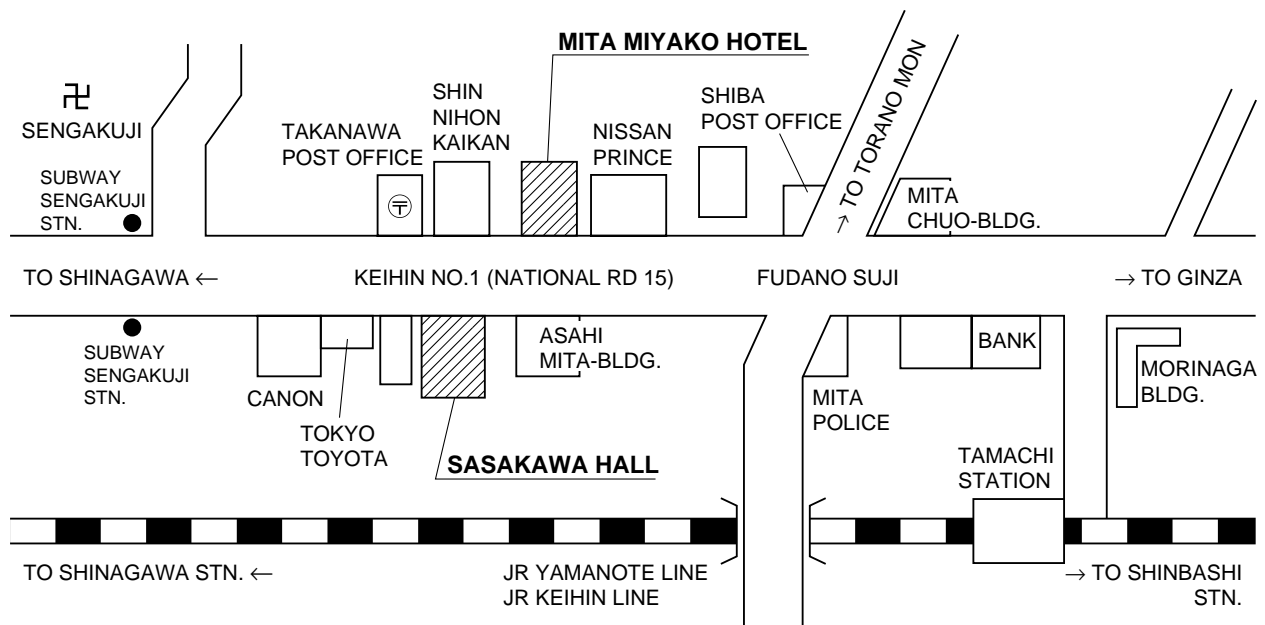 MITA MIYAKO HOTEL
卍
SENGAKUJI
SUBWAY
SENGAKUJI
STN.
TAKANAWA
POST OFFICE
〒
SHIN
NIHON
KAIKAN
NISSAN
PRINCE
SHIBA
POST OFFICE
→ TO TORANO MON
MITA
CHUO-BLDG.
TO SHINAGAWA ←
KEIHIN NO.1 (NATIONAL RD 15)
FUDANO SUJI
→ TO GINZA
SUBWAY
SENGAKUJI
STN.
CANON
TOKYO
TOYOTA
SASAKAWA HALL
ASAHI
MITA-BLDG.
MITA
POLICE
BANK
MORINAGA
BLDG.
TAMACHI
STATION
TO SHINAGAWA STN. ←
JR YAMANOTE LINE
JR KEIHIN LINE
→ TO SHINBASHI
STN.